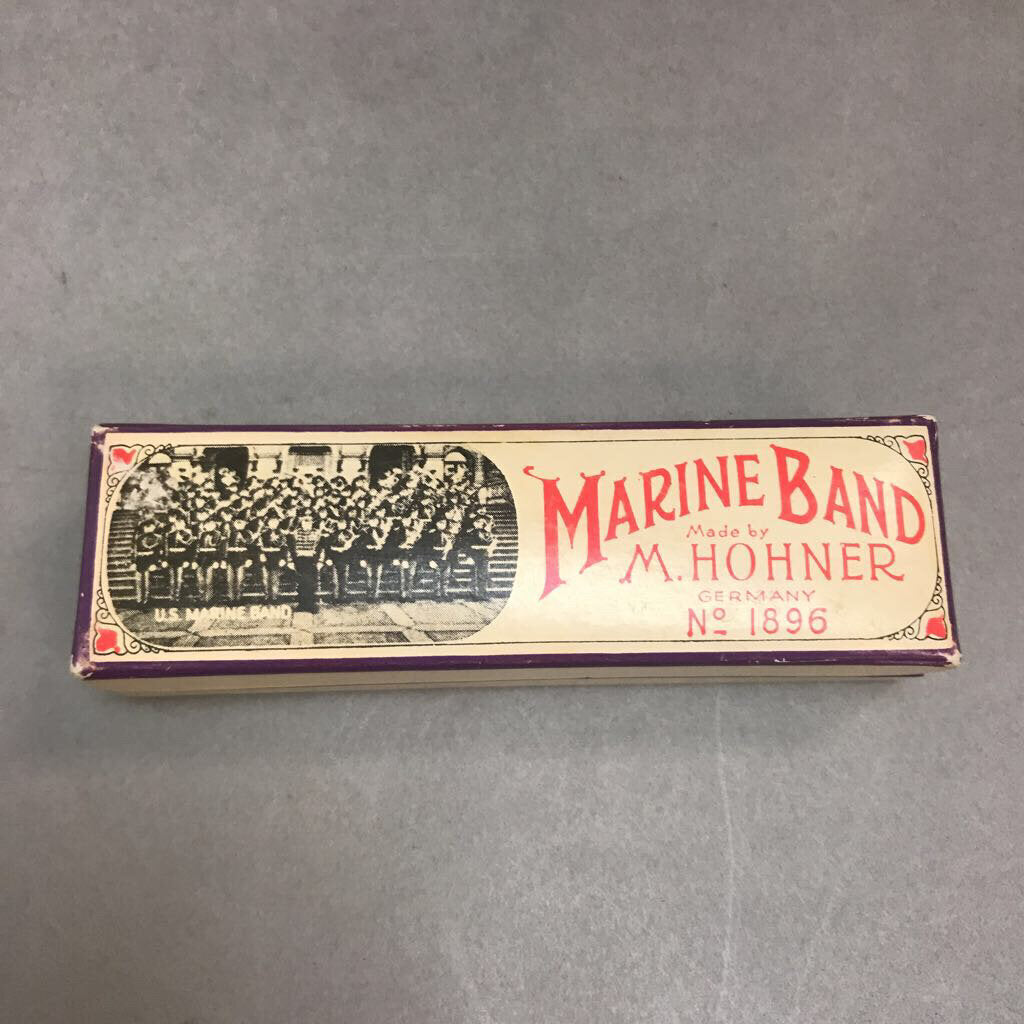 U.S. MARINE BAND
MARINE BAND
Made by
M. HOHNER
GERMANY
Nº 1896